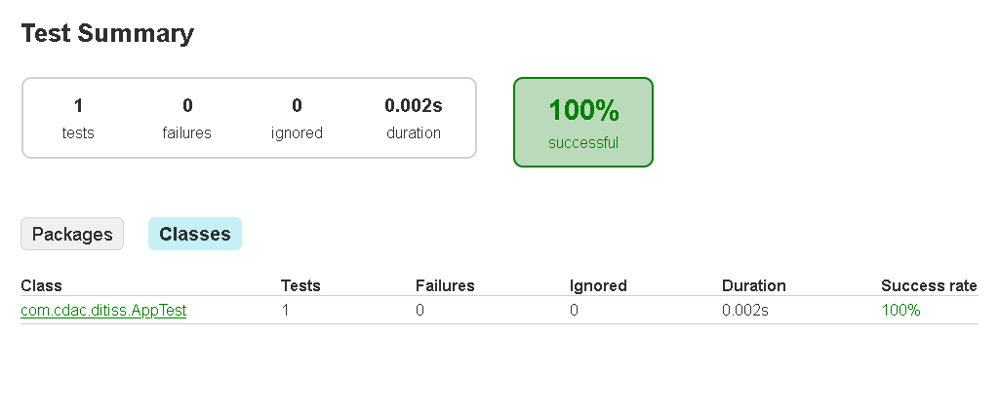 Test Summary
1 0 0 0.002s
tests failures ignored duration
100%
successful
Packages Classes
Class Tests Failures Ignored Duration Success rate
com.cdac.ditiss.AppTest 1 0 0 0.002s 100%